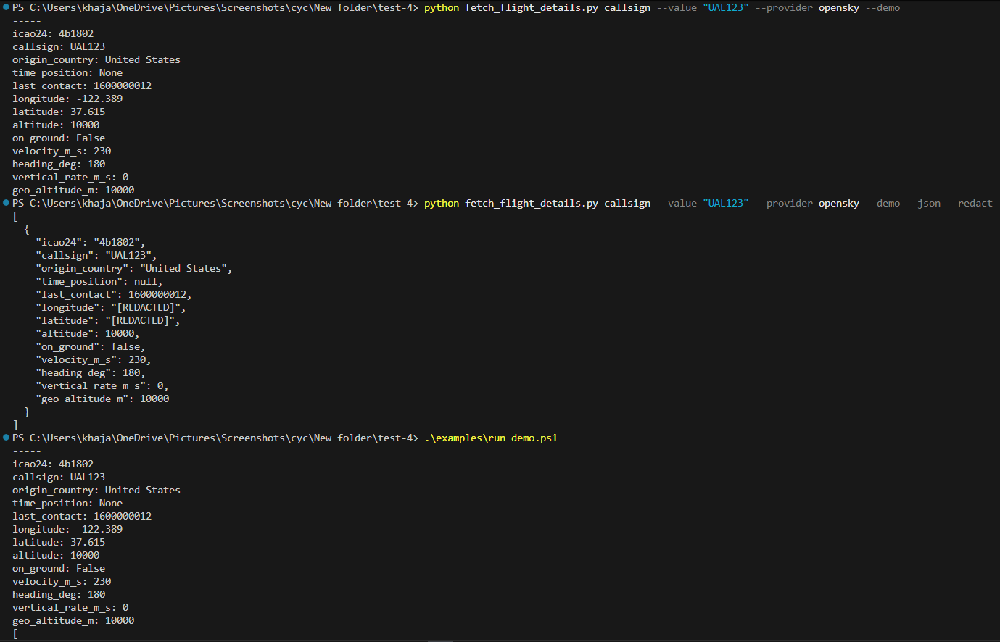 PS C:\Users\khaja\OneDrive\Pictures\Screenshots\cyc\New folder\test-4> python fetch_flight_details.py callsign --value "UAL123" --provider opensky --demo
-----
icao24: 4b1802
callsign: UAL123
origin_country: United States
time_position: None
last_contact: 1600000012
longitude: -122.389
latitude: 37.615
altitude: 10000
on_ground: False
velocity_m_s: 230
heading_deg: 180
vertical_rate_m_s: 0
geo_altitude_m: 10000
PS C:\Users\khaja\OneDrive\Pictures\Screenshots\cyc\New folder\test-4> python fetch_flight_details.py callsign --value "UAL123" --provider opensky --demo --json --redact
[
  {
    "icao24": "4b1802",
    "callsign": "UAL123",
    "origin_country": "United States",
    "time_position": null,
    "last_contact": 1600000012,
    "longitude": "[REDACTED]",
    "latitude": "[REDACTED]",
    "altitude": 10000,
    "on_ground": false,
    "velocity_m_s": 230,
    "heading_deg": 180,
    "vertical_rate_m_s": 0,
    "geo_altitude_m": 10000
  }
]
PS C:\Users\khaja\OneDrive\Pictures\Screenshots\cyc\New folder\test-4> .\examples\run_demo.ps1
-----
icao24: 4b1802
callsign: UAL123
origin_country: United States
time_position: None
last_contact: 1600000012
longitude: -122.389
latitude: 37.615
altitude: 10000
on_ground: False
velocity_m_s: 230
heading_deg: 180
vertical_rate_m_s: 0
geo_altitude_m: 10000
[